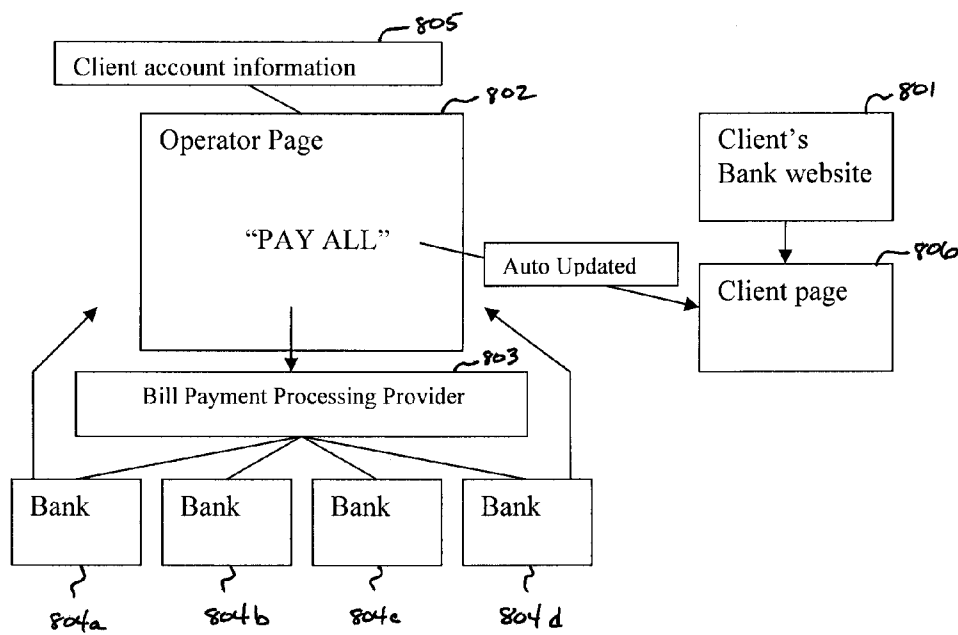 805
Client account information
802
Operator Page
"PAY ALL"
801
Client's
Bank website
Auto Updated
806
Client page
803
Bill Payment Processing Provider
Bank
Bank
Bank
Bank
804a
804b
804c
804d